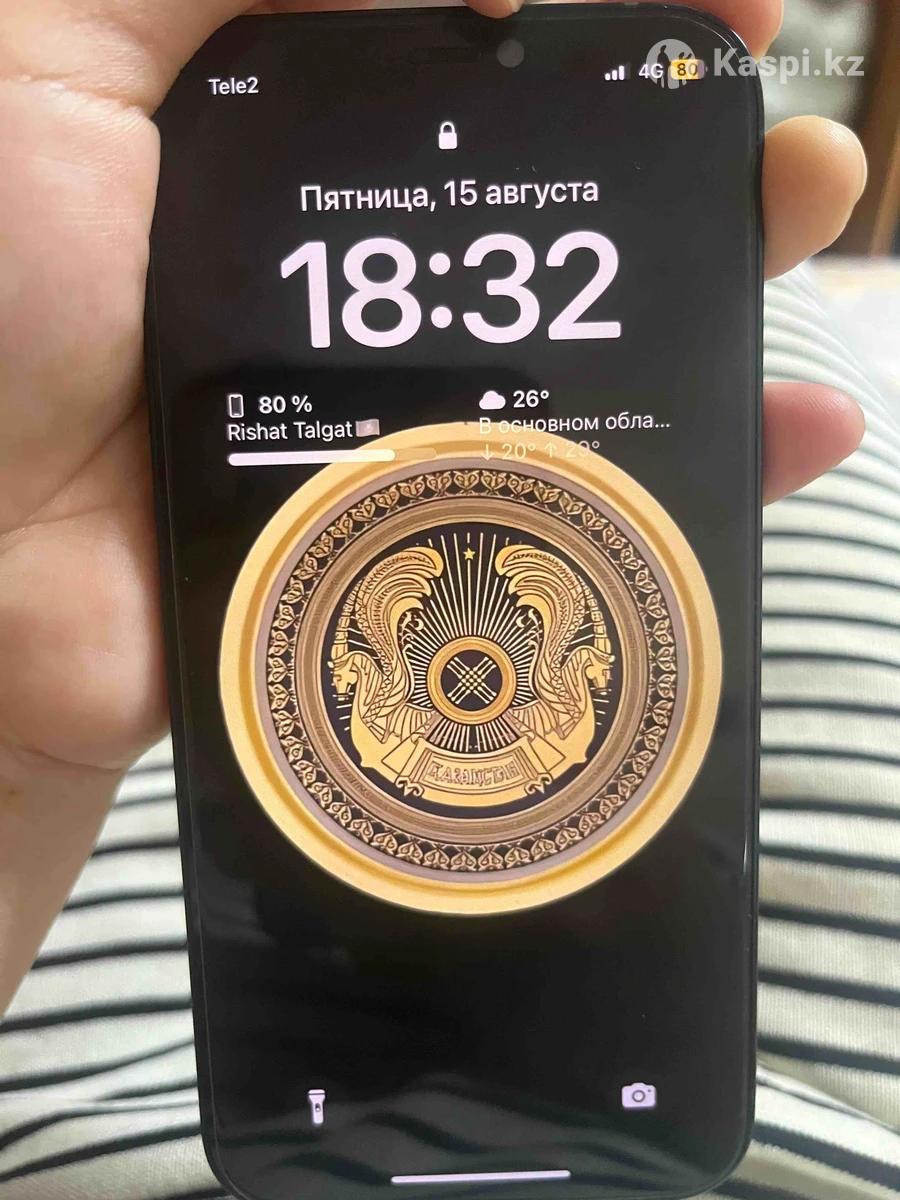 Kaspi.kz
Tele2
4G 80
Пятница, 15 августа
18:32
80 %
Rishat Talgat
26°
В основном обла...
↓ 20° ↑ 29°
ҚАЗАҚСТАН